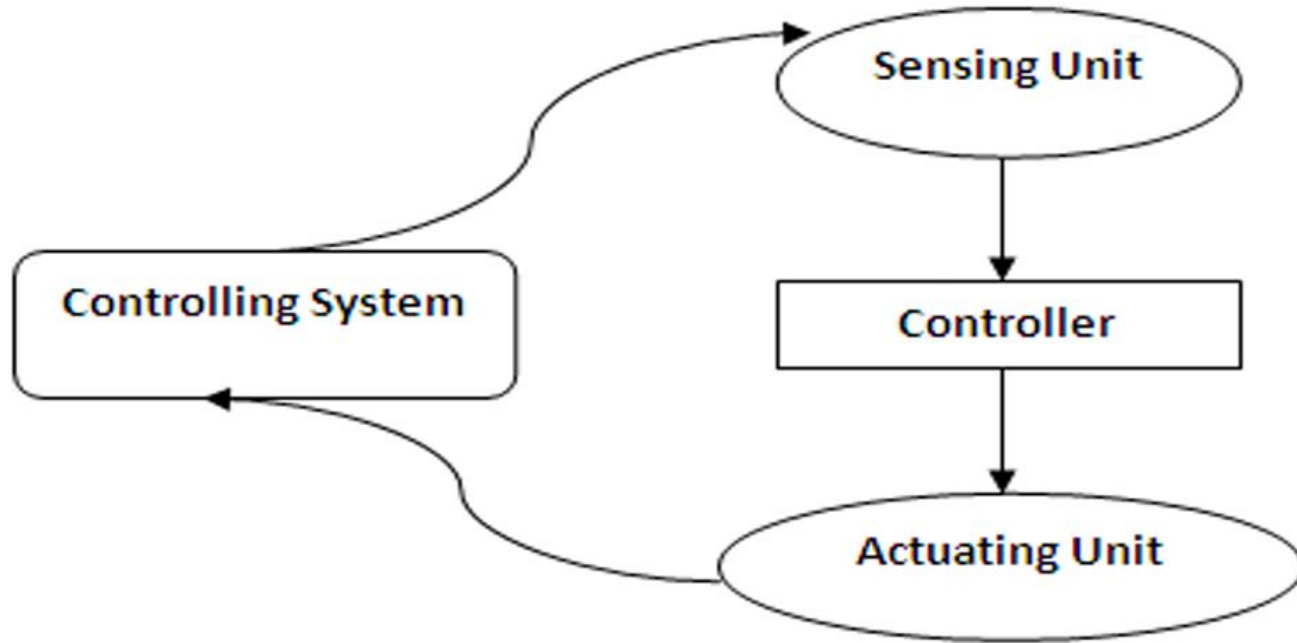 Sensing Unit
Controlling System
Controller
Actuating Unit